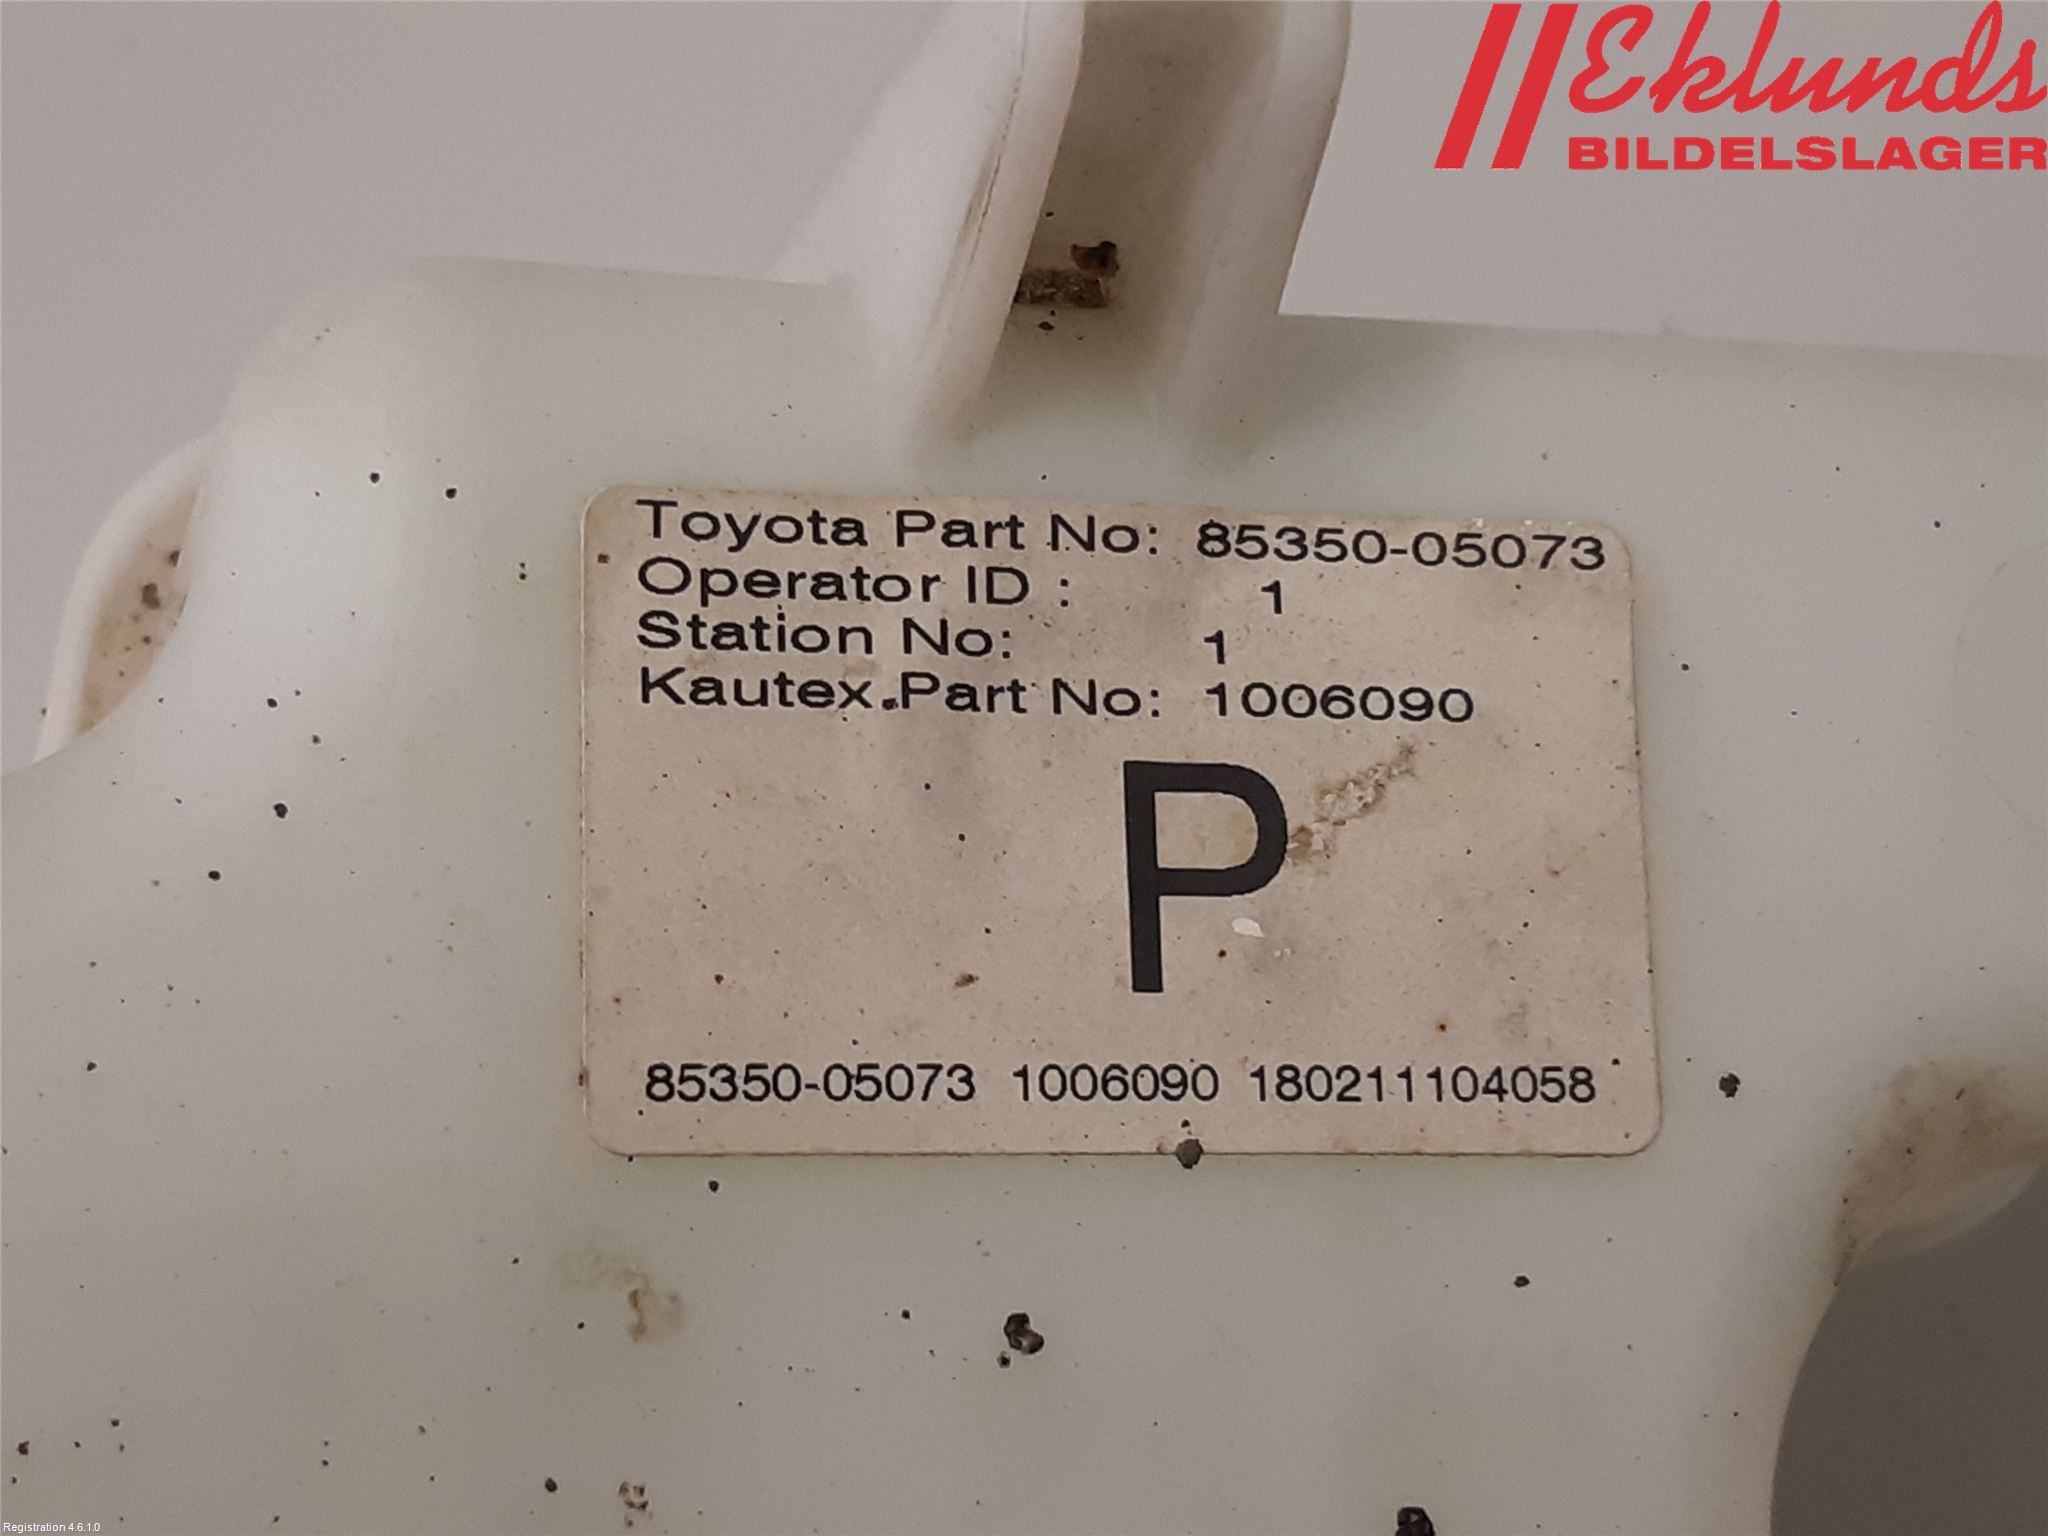 Eklunds
BILDELSLAGER
Toyota Part No: 85350-05073
Operator ID : 1
Station No: 1
Kautex Part No: 1006090
P
85350-05073 1006090 180211104058
Registration 4.6.1.0